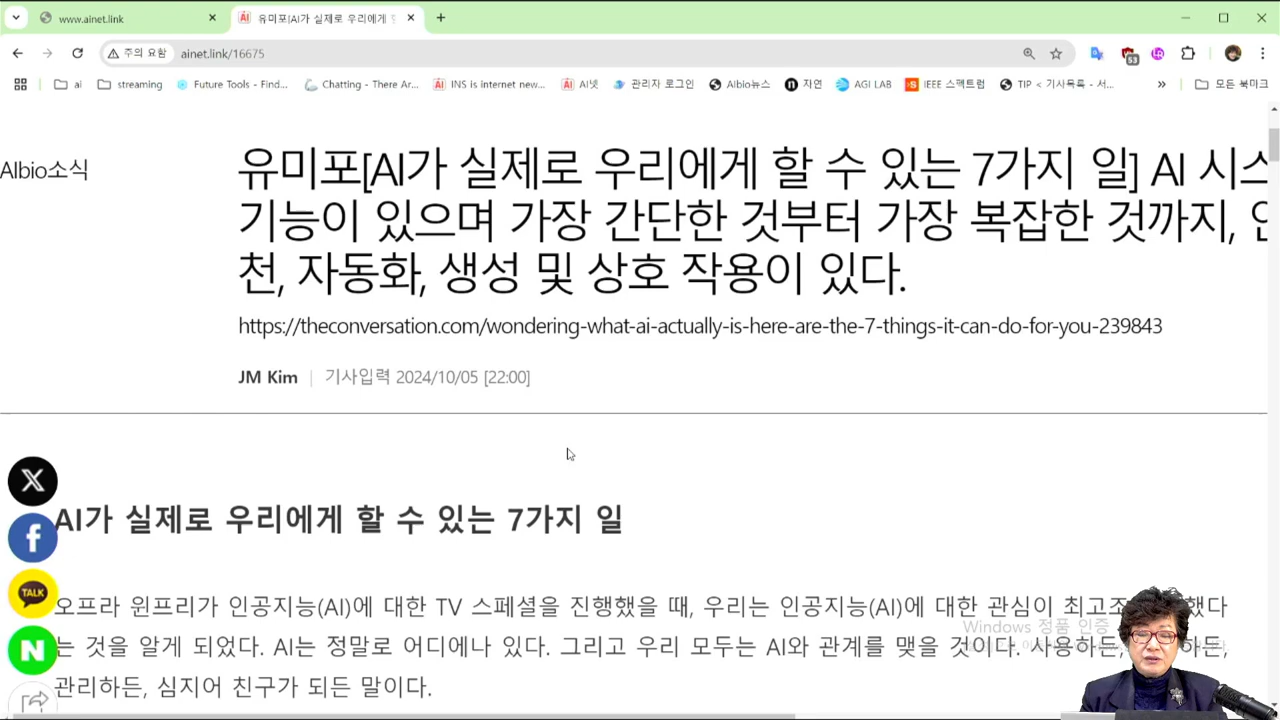 www.ainet.link
유미포[AI가 실제로 우리에게
주의 요함
ainet.link/16675
53
ai
streaming
Future Tools - Find...
Chatting - There Ar...
INS is internet new...
AI넷
관리자 로그인
AIbio뉴스
자연
AGI LAB
IEEE 스펙트럼
TIP < 기사목록 - 서...
모든 북마크
AIbio소식
유미포[AI가 실제로 우리에게 할 수 있는 7가지 일] AI 시스
기능이 있으며 가장 간단한 것부터 가장 복잡한 것까지,
천, 자동화, 생성 및 상호 작용이 있다.
https://theconversation.com/wondering-what-ai-actually-is-here-are-the-7-things-it-can-do-for-you-239843
JM Kim | 기사입력 2024/10/05 [22:00]
AI가 실제로 우리에게 할 수 있는 7가지 일
TALK
오프라 윈프리가 인공지능(AI)에 대한 TV 스페셜을 진행했을 때, 우리는 인공지능(AI)에 대한 관심이 했다
는 것을 알게 되었다. AI는 정말로 어디에나 있다. 그리고 우리 모두는 AI와 관계를 맺을 것이다. 사용하든, 하든,
관리하든, 심지어 친구가 되든 말이다.
Windows 정품 인증